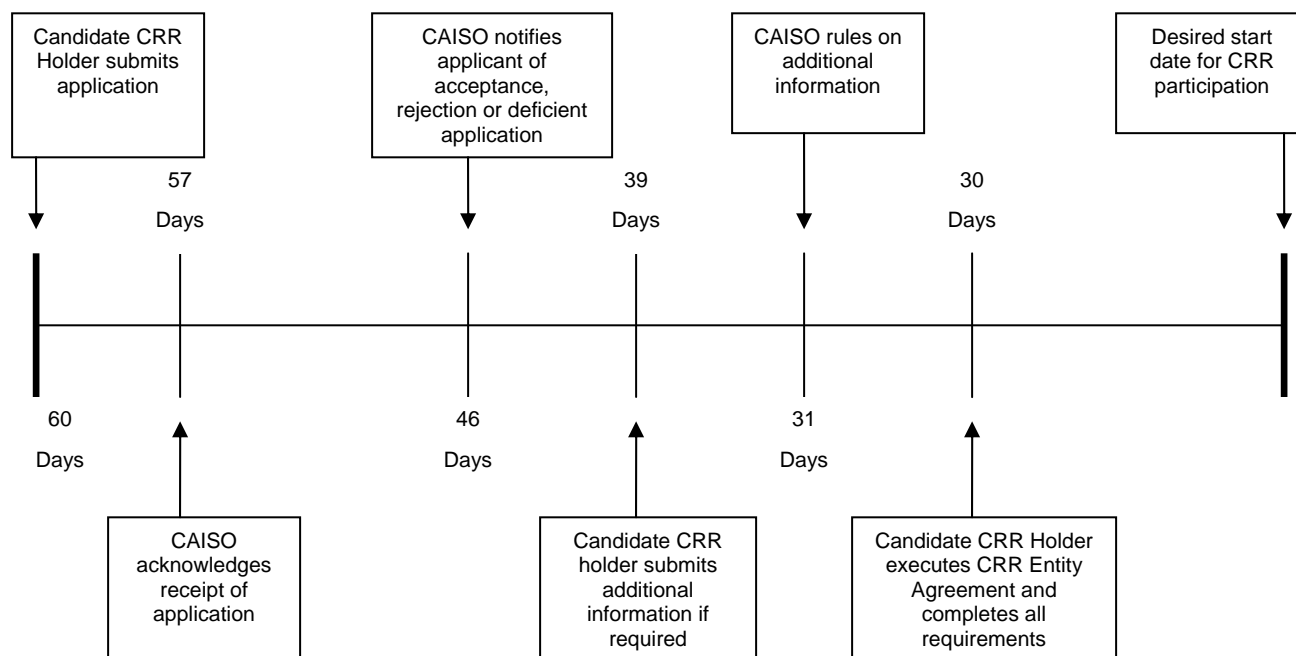 Candidate CRR
Holder submits
application
CAISO notifies
applicant of
acceptance,
rejection or deficient
application
CAISO rules on
additional
information
Desired start
date for CRR
participation
57
Days
39
Days
30
Days
60
Days
46
Days
31
Days
CAISO
acknowledges
receipt of
application
Candidate CRR
holder submits
additional
information if
required
Candidate CRR Holder
executes CRR Entity
Agreement and
completes all
requirements